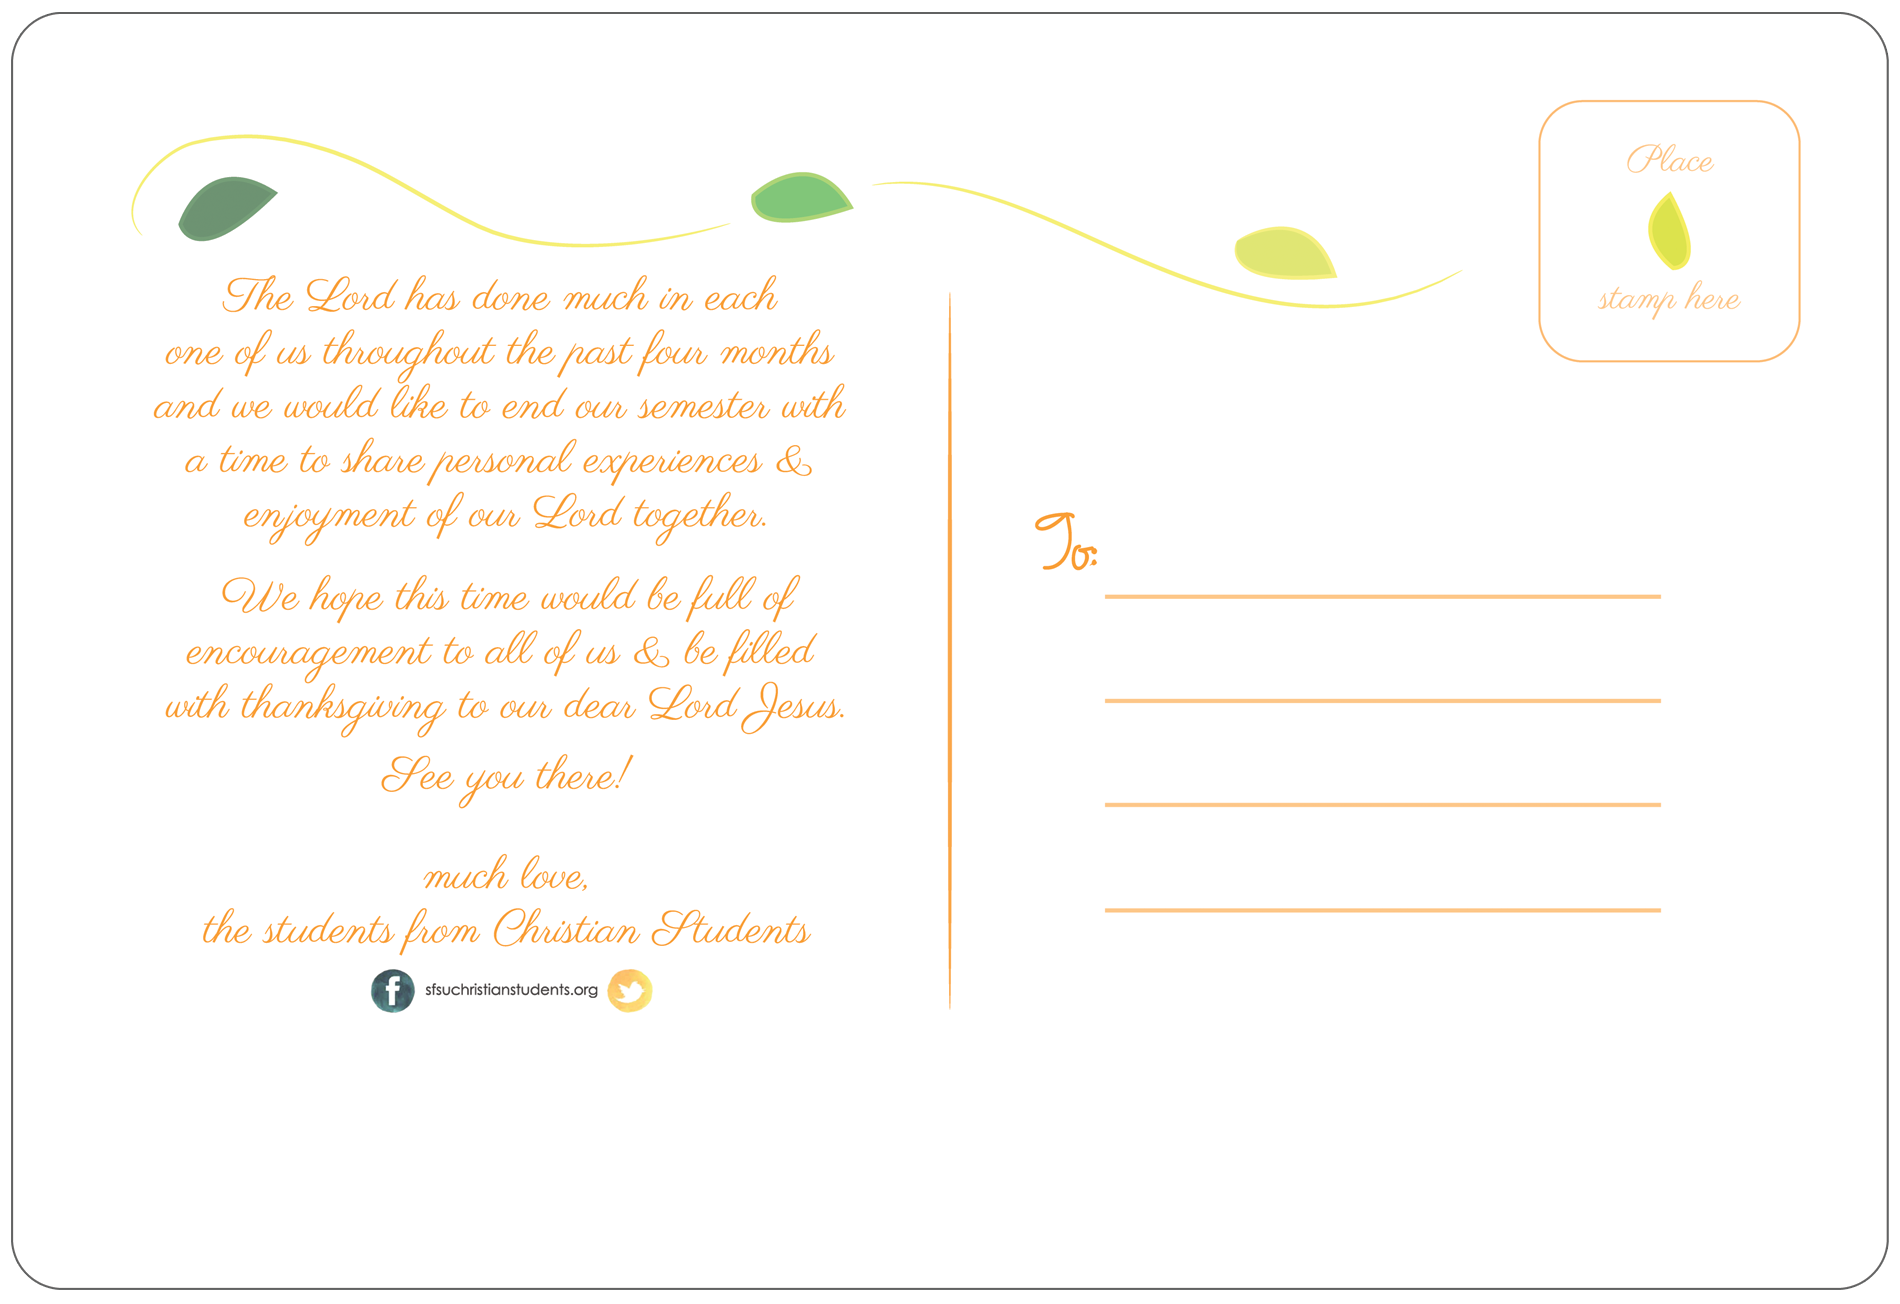 The Lord has done much in each
one of us throughout the past four months
and we would like to end our semester with
a time to share personal experiences &
enjoyment of our Lord together.
We hope this time would be full of
encouragement to all of us & be filled
with thanksgiving to our dear Lord Jesus.
See you there!
much love,
the students from Christian Students
sfsuchristianstudents.org
Place
stamp here
To: